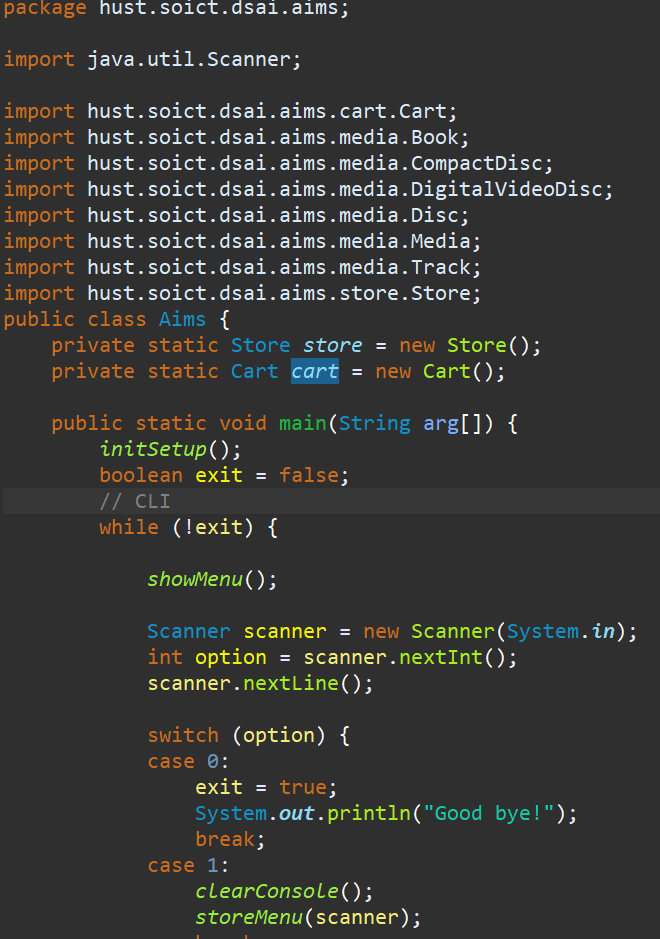 package hust.soict.dsai.aims;
import java.util.Scanner;
import hust.soict.dsai.aims.cart.Cart;
import hust.soict.dsai.aims.media.Book;
import hust.soict.dsai.aims.media.CompactDisc;
import hust.soict.dsai.aims.media.DigitalVideoDisc;
import hust.soict.dsai.aims.media.Disc;
import hust.soict.dsai.aims.media.Media;
import hust.soict.dsai.aims.media.Track;
import hust.soict.dsai.aims.store.Store;
public class Aims {
    private static Store store = new Store();
    private static Cart cart = new Cart();
    public static void main(String arg[]) {
        initSetup();
        boolean exit = false;
        // CLI
        while (!exit) {
            showMenu();
            Scanner scanner = new Scanner(System.in);
            int option = scanner.nextInt();
            scanner.nextLine();
            switch (option) {
            case 0:
                exit = true;
                System.out.println("Good bye!");
                break;
            case 1:
                clearConsole();
                storeMenu(scanner);